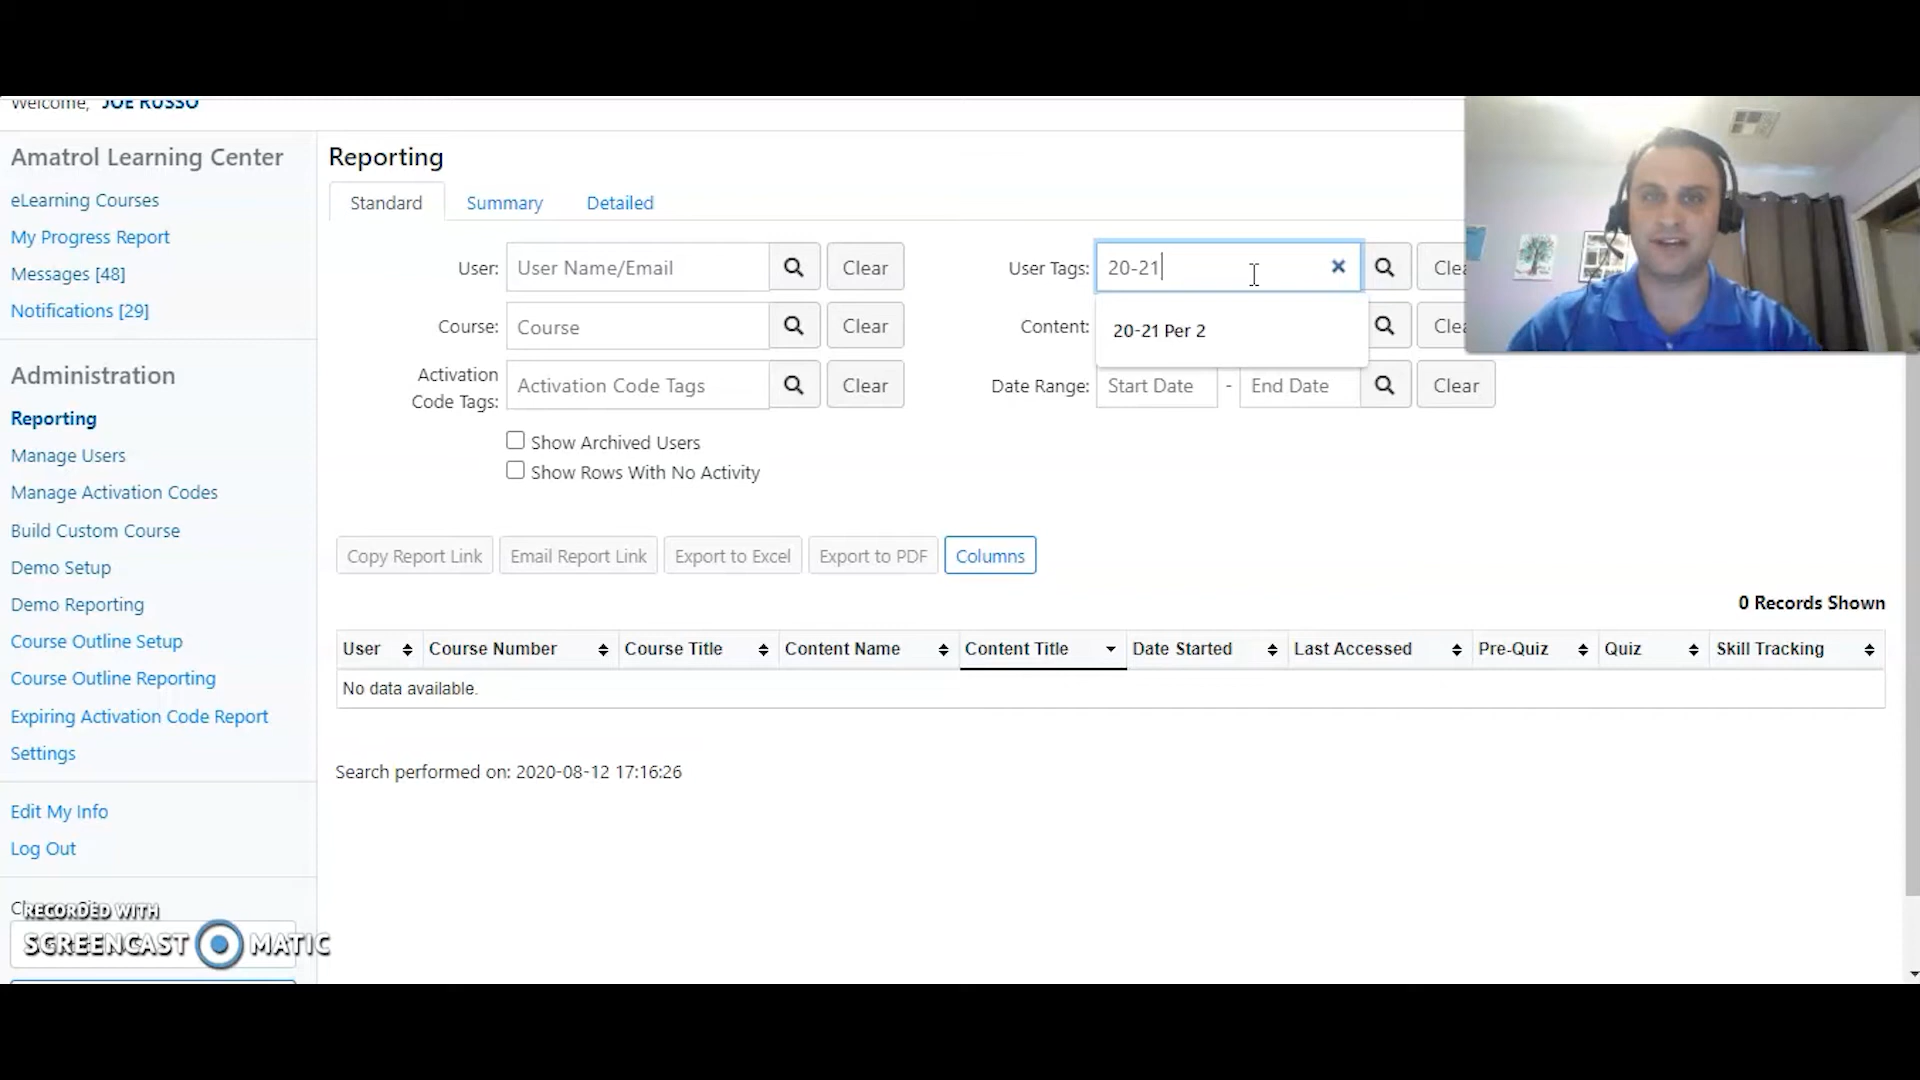 Welcome, JOE RUSSO
Amatrol Learning Center
eLearning Courses
My Progress Report
Messages [48]
Notifications [29]
Administration
Reporting
Manage Users
Manage Activation Codes
Build Custom Course
Demo Setup
Demo Reporting
Course Outline Setup
Course Outline Reporting
Expiring Activation Code Report
Settings
Edit My Info
Log Out
RECORDED WITH
SCREENCAST MATIC
Reporting
Standard Summary Detailed
User: User Name/Email Clear User Tags: 20-21
20-21 Per 2
Course: Course Clear Content:
Activation Code Tags: Activation Code Tags Clear Date Range: Start Date - End Date Clear
Show Archived Users
Show Rows With No Activity
Copy Report Link Email Report Link Export to Excel Export to PDF Columns
0 Records Shown
User Course Number Course Title Content Name Content Title Date Started Last Accessed Pre-Quiz Quiz Skill Tracking
No data available.
Search performed on: 2020-08-12 17:16:26